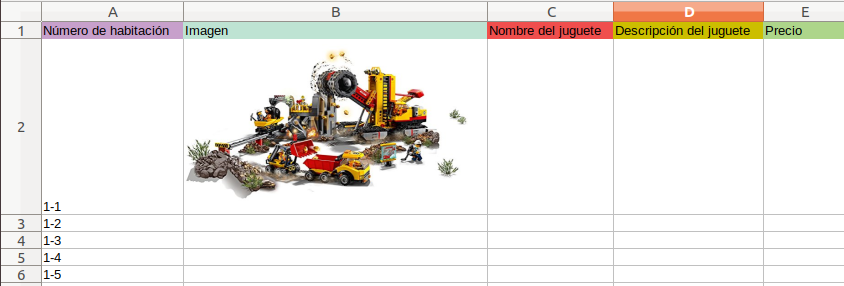 A B C D E
1 Número de habitación Imagen Nombre del juguete Descripción del juguete Precio
2 1-1
3 1-2
4 1-3
5 1-4
6 1-5